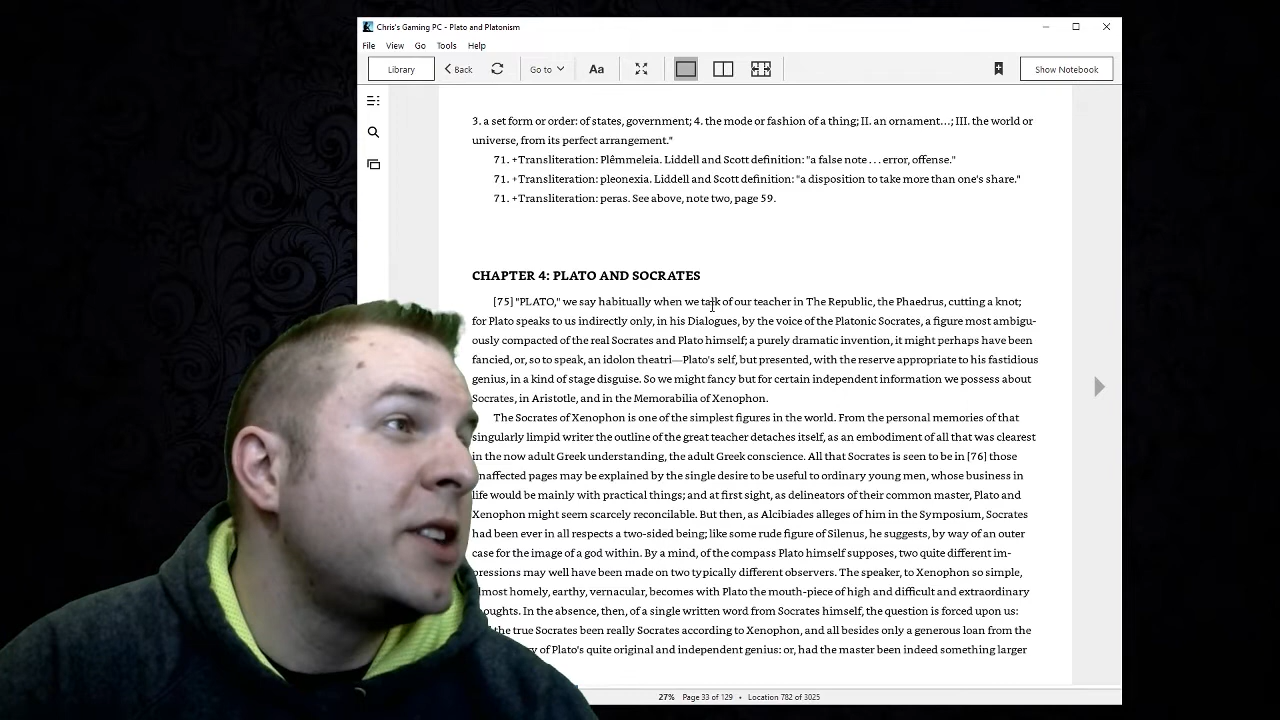 Chris's Gaming PC - Plato and Platonism
File View Go Tools Help
Library Back Go to Aa Show Notebook
3. a set form or order: of states, government; 4. the mode or fashion of a thing; II. an ornament...; III. the world or
universe, from its perfect arrangement."
71. +Transliteration: Plêmmeleia. Liddell and Scott definition: "a false note . . . error, offense."
71. +Transliteration: pleonexia. Liddell and Scott definition: "a disposition to take more than one's share."
71. +Transliteration: peras. See above, note two, page 59.
CHAPTER 4: PLATO AND SOCRATES
[75] "PLATO," we say habitually when we talk of our teacher in The Republic, the Phaedrus, cutting a knot;
for Plato speaks to us indirectly only, in his Dialogues, by the voice of the Platonic Socrates, a figure most ambigu-
ously compacted of the real Socrates and Plato himself; a purely dramatic invention, it might perhaps have been
fancied, or, so to speak, an idolon theatri—Plato's self, but presented, with the reserve appropriate to his fastidious
genius, in a kind of stage disguise. So we might fancy but for certain independent information we possess about
Socrates, in Aristotle, and in the Memorabilia of Xenophon.
The Socrates of Xenophon is one of the simplest figures in the world. From the personal memories of that
singularly limpid writer the outline of the great teacher detaches itself, as an embodiment of all that was clearest
in the now adult Greek understanding, the adult Greek conscience. All that Socrates is seen to be in [76] those
unaffected pages may be explained by the single desire to be useful to ordinary young men, whose business in
life would be mainly with practical things; and at first sight, as delineators of their common master, Plato and
Xenophon might seem scarcely reconcilable. But then, as Alcibiades alleges of him in the Symposium, Socrates
had been ever in all respects a two-sided being; like some rude figure of Silenus, he suggests, by way of an outer
case for the image of a god within. By a mind, of the compass Plato himself supposes, two quite different im-
pressions may well have been made on two typically different observers. The speaker, to Xenophon so simple,
almost homely, earthy, vernacular, becomes with Plato the mouth-piece of high and difficult and extraordinary
thoughts. In the absence, then, of a single written word from Socrates himself, the question is forced upon us:
the true Socrates been really Socrates according to Xenophon, and all besides only a generous loan from the
of Plato's quite original and independent genius: or, had the master been indeed something larger
27% Page 33 of 129 • Location 782 of 3025